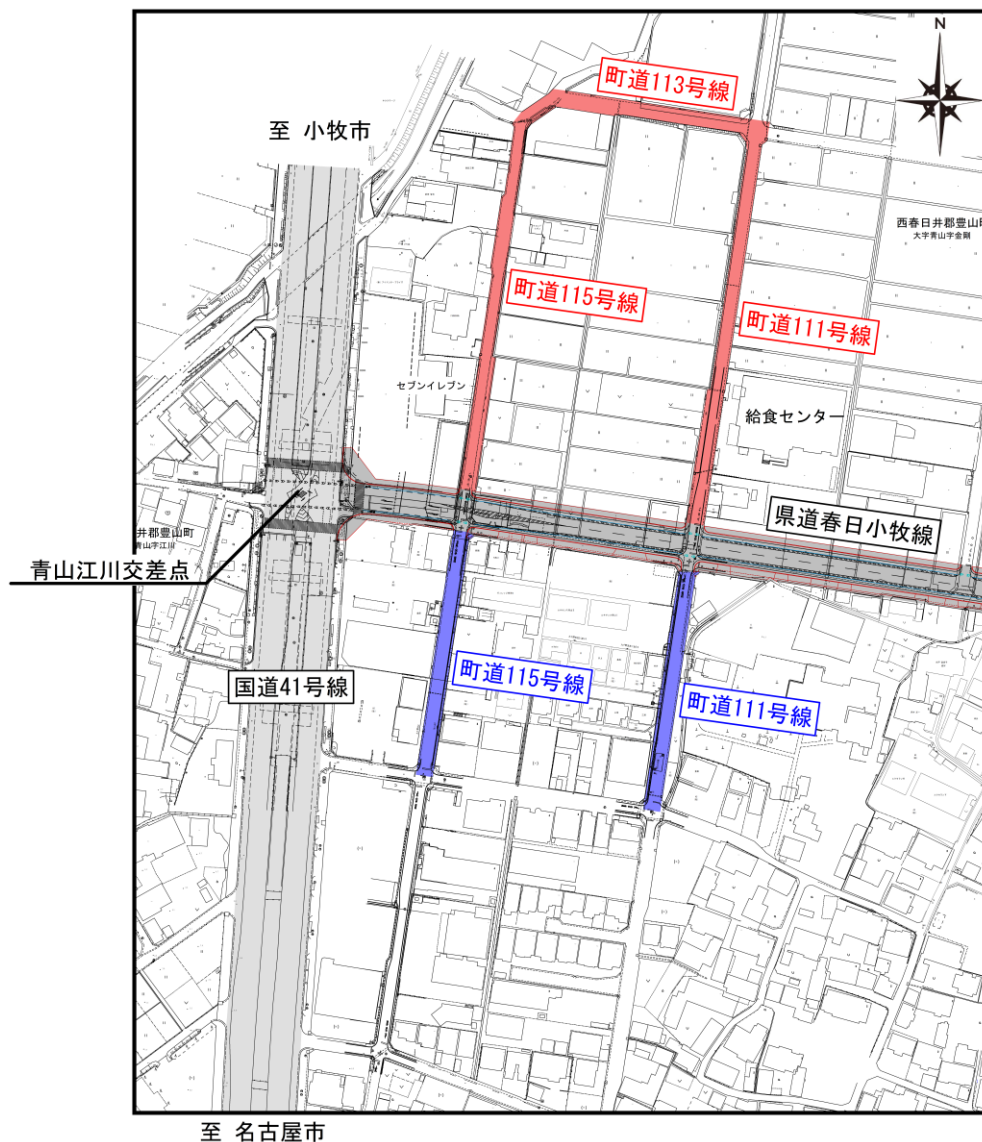 N
町道113号線
至 小牧市
西春日井郡豊山町
大字青山字金剛
町道115号線
町道111号線
セブンイレブン
給食センター
県道春日小牧線
井郡豊山町
青山字江川
青山江川交差点
国道41号線
町道115号線
町道111号線
至 名古屋市